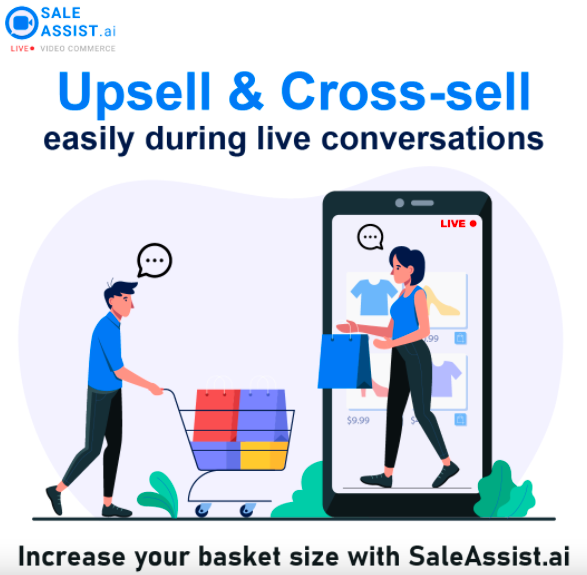 SALE
ASSIST.ai
LIVE VIDEO COMMERCE
Upsell & Cross-sell
easily during live conversations
LIVE
.99
$9.99
Increase your basket size with SaleAssist.ai